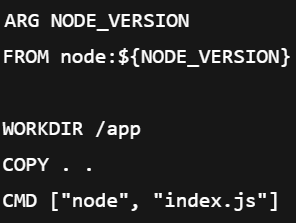 ARG NODE_VERSION
FROM node:${NODE_VERSION}
WORKDIR /app
COPY . .
CMD ["node", "index.js"]